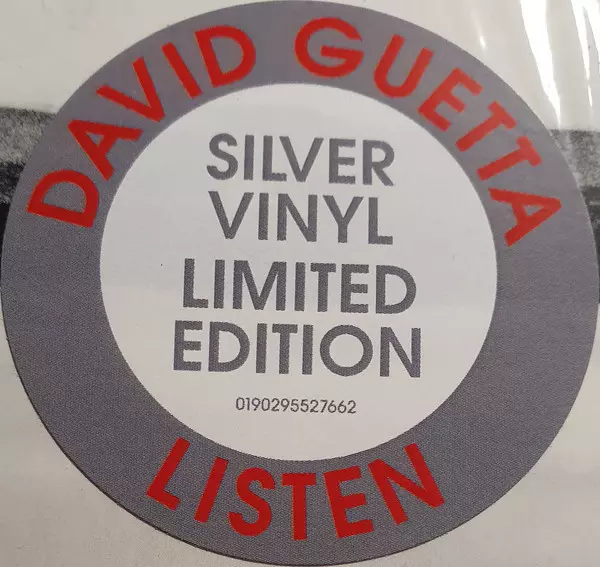 DAVID GUETTA
SILVER
VINYL
LIMITED
EDITION
0190295527662
LISTEN